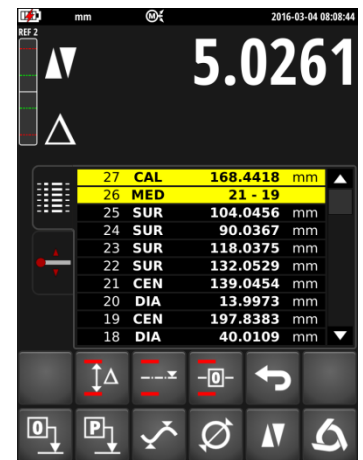 mm M 2016-03-04 08:08:44
REF 2
5.0261
27 CAL 168.4418 mm
26 MED 21 - 19
25 SUR 104.0456 mm
24 SUR 90.0367 mm
23 SUR 118.0375 mm
22 SUR 132.0529 mm
21 CEN 139.0454 mm
20 DIA 13.9973 mm
19 CEN 197.8383 mm
18 DIA 40.0109 mm
0
0 P